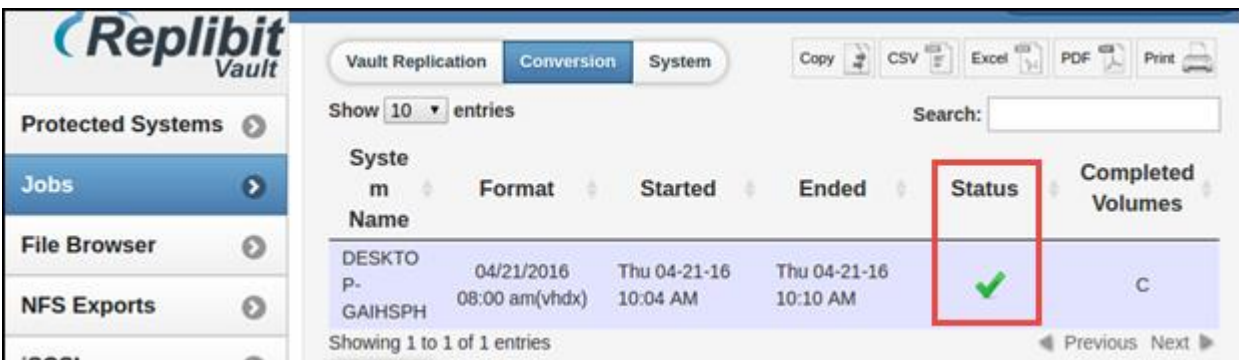 Replibit
Vault
Vault Replication Conversion System
Copy CSV Excel PDF Print
Show 10 entries
Search:
Protected Systems
Jobs
File Browser
NFS Exports
Syste
m
Name
Format Started Ended Status Completed
Volumes
DESKTO
P-
GAIHSPH
04/21/2016
08:00 am(vhdx)
Thu 04-21-16
10:04 AM
Thu 04-21-16
10:10 AM
C
Showing 1 to 1 of 1 entries
Previous Next